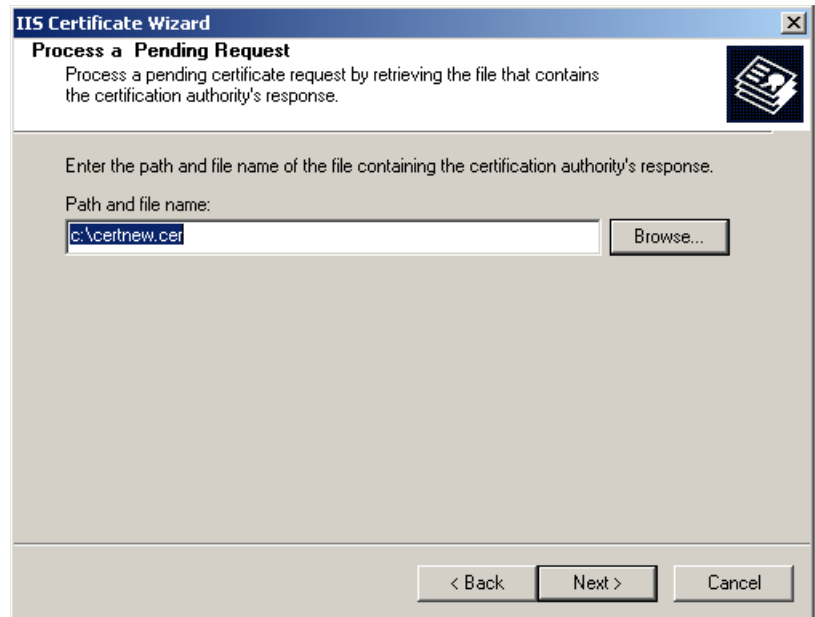 IIS Certificate Wizard
Process a  Pending Request
Process a pending certificate request by retrieving the file that contains
the certification authority's response.
Enter the path and file name of the file containing the certification authority's response.
Path and file name:
c:\certnew.cer
Browse...
< Back
Next >
Cancel